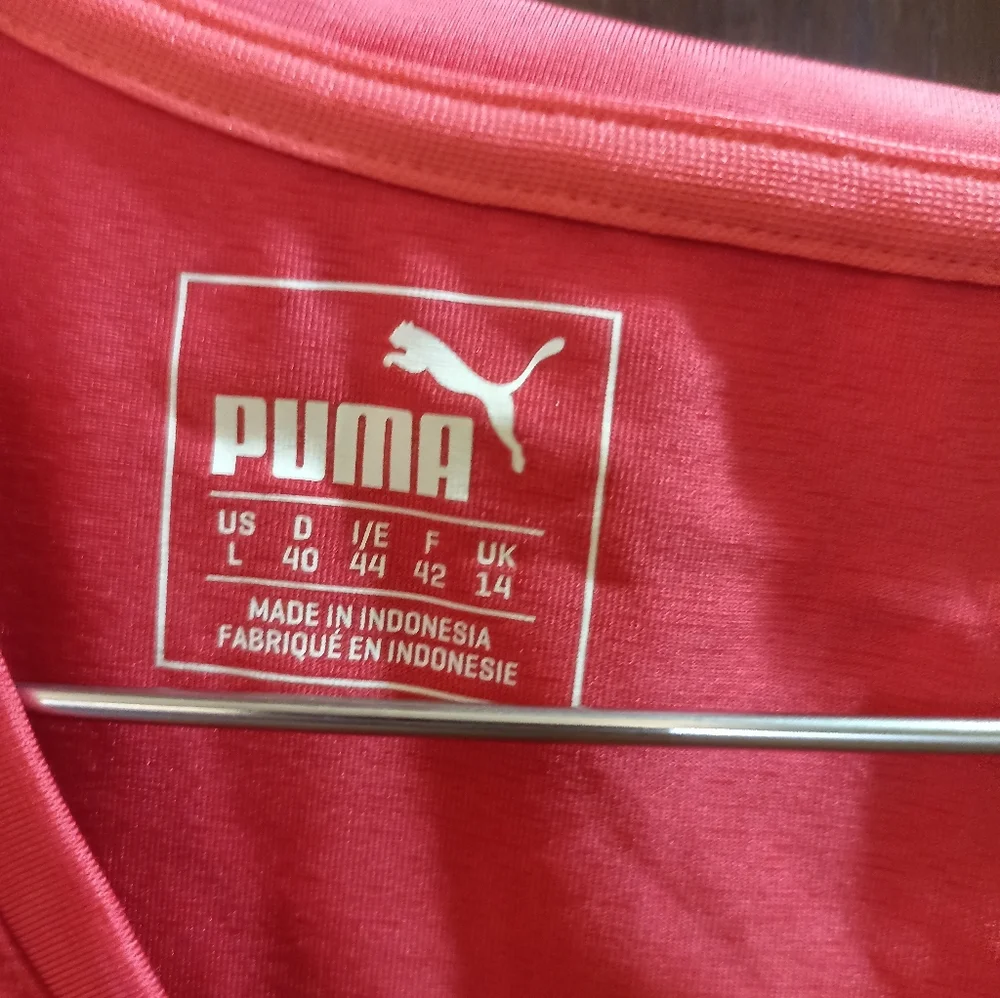 PUMA
US D I/E F UK
L 40 44 42 14
MADE IN INDONESIA
FABRIQUÉ EN INDONESIE